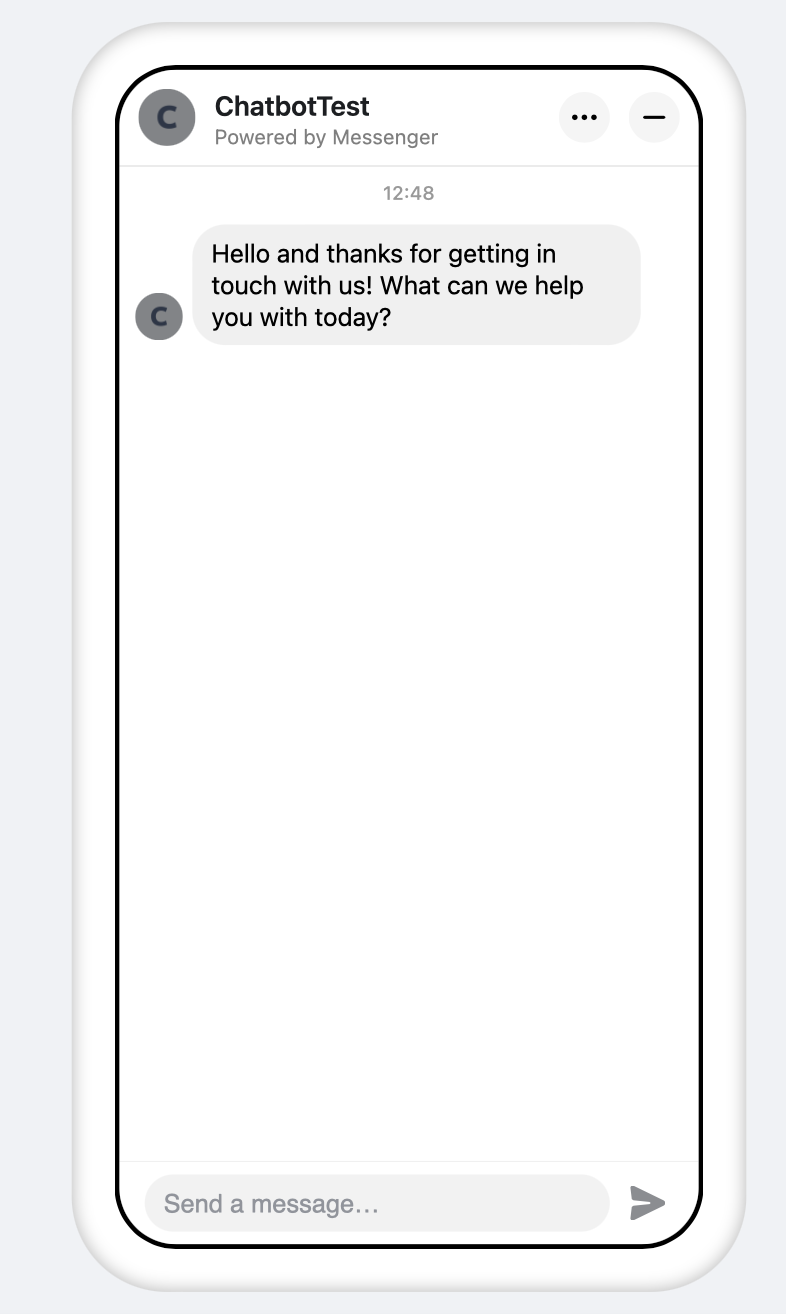 C
ChatbotTest
Powered by Messenger
12:48
Hello and thanks for getting in
touch with us! What can we help
you with today?
C
Send a message...